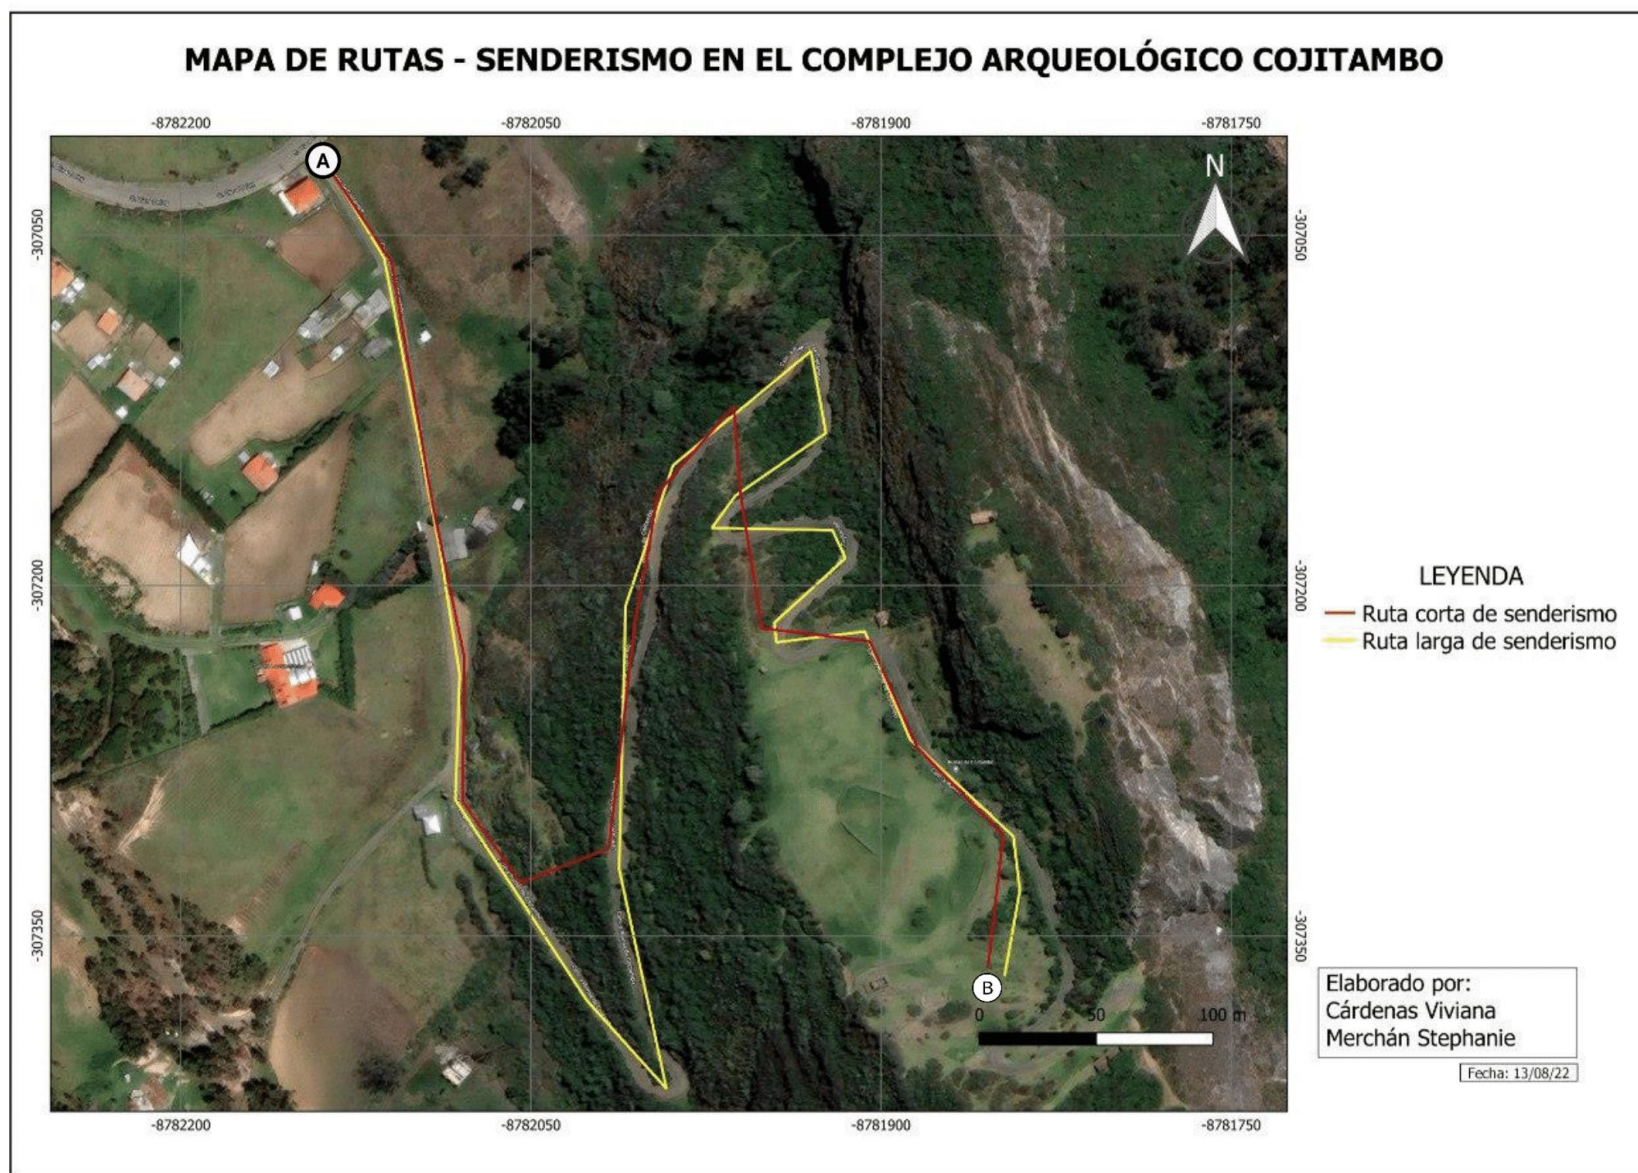 MAPA DE RUTAS - SENDERISMO EN EL COMPLEJO ARQUEOLÓGICO COJITAMBO
-8782200
-8782050
-8781900
-8781750
A
N
-307050
-307050
-307200
-307200
LEYENDA
Ruta corta de senderismo
Ruta larga de senderismo
-307350
-307350
B
0
50
100 m
Elaborado por:
Cárdenas Viviana
Merchán Stephanie
Fecha: 13/08/22
-8782200
-8782050
-8781900
-8781750